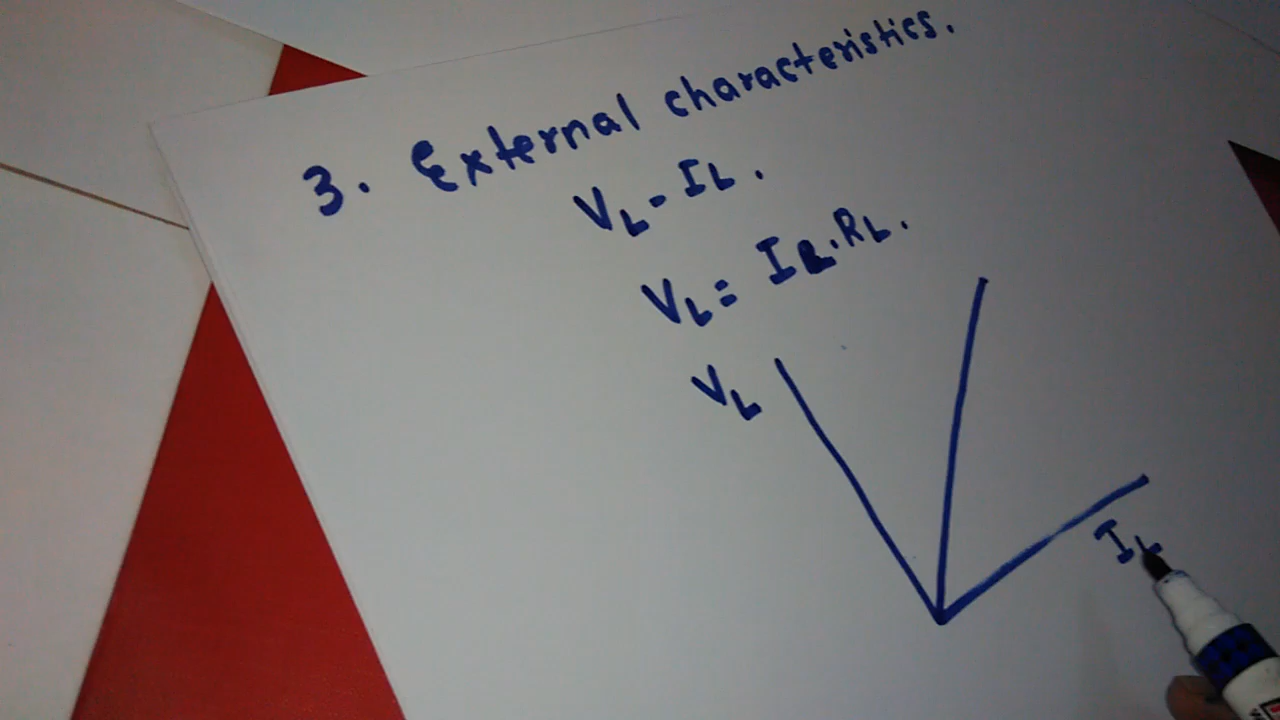 3. External characteristics.
VL - IL.
VL = IL.RL.
VL
IL